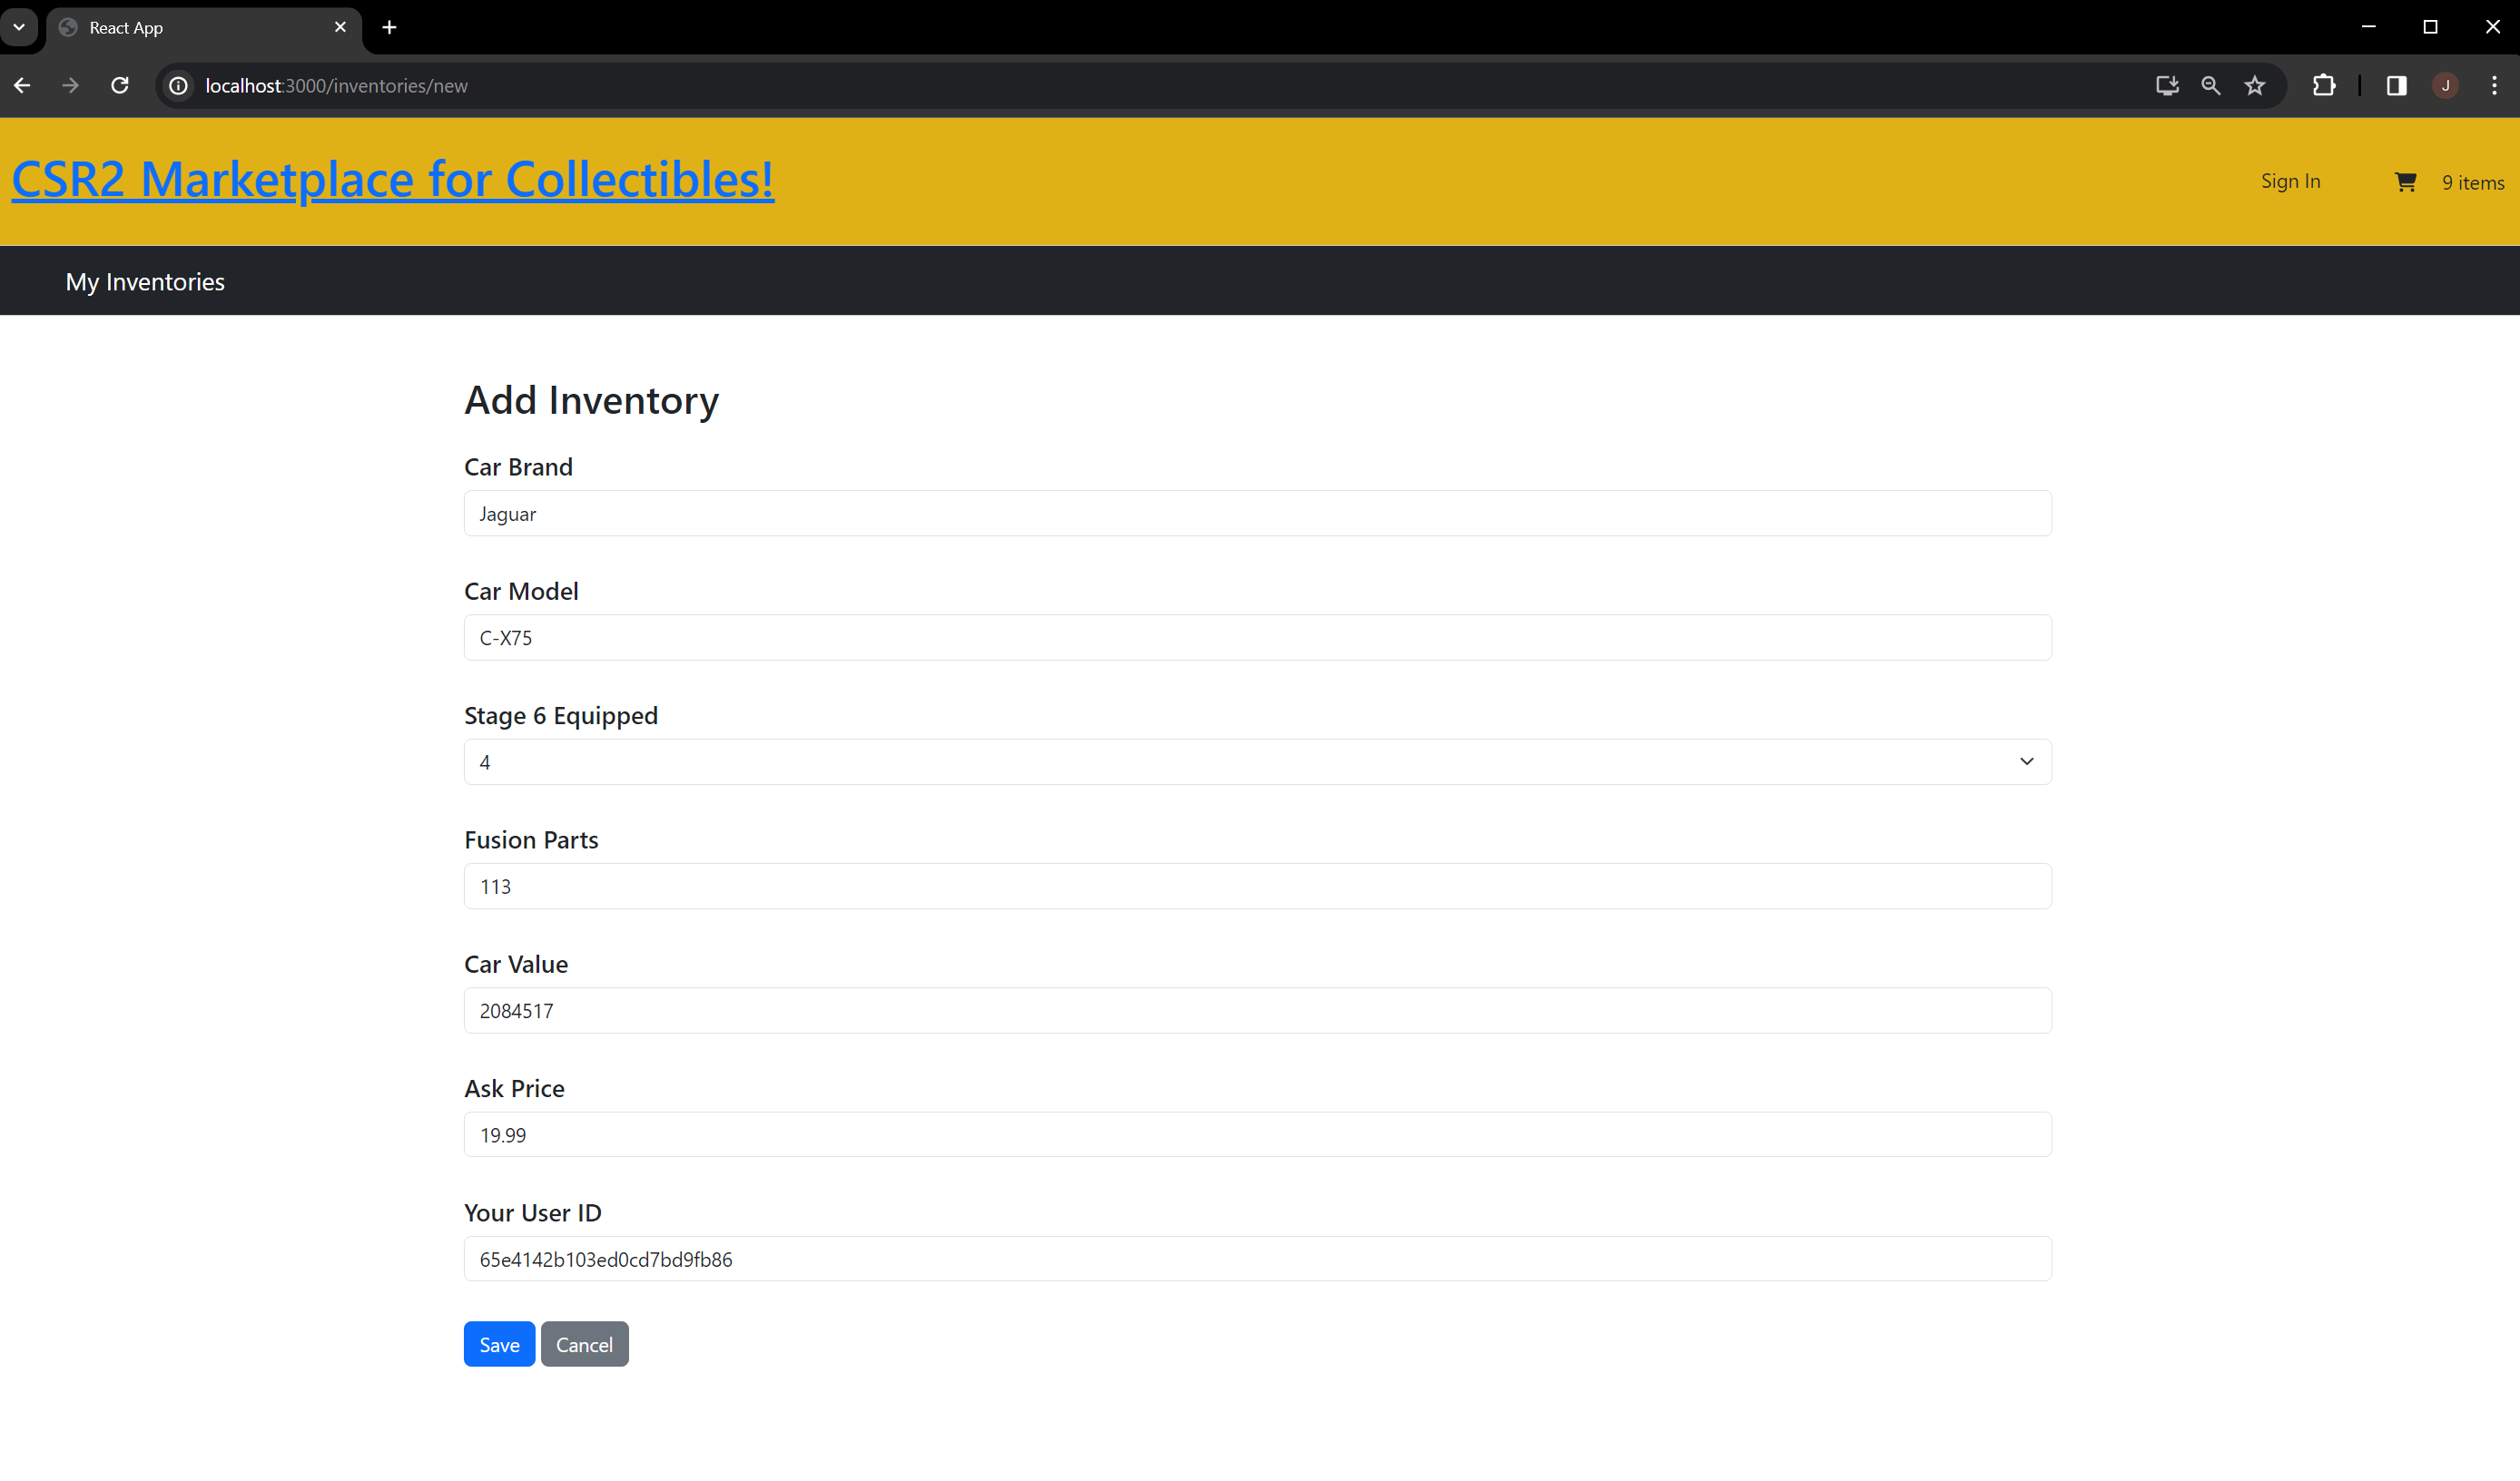 React App
localhost:3000/inventories/new
J
CSR2 Marketplace for Collectibles!
Sign In
9 items
My Inventories
Add Inventory
Car Brand
Jaguar
Car Model
C-X75
Stage 6 Equipped
4
Fusion Parts
113
Car Value
2084517
Ask Price
19.99
Your User ID
65e4142b103ed0cd7bd9fb86
Save Cancel